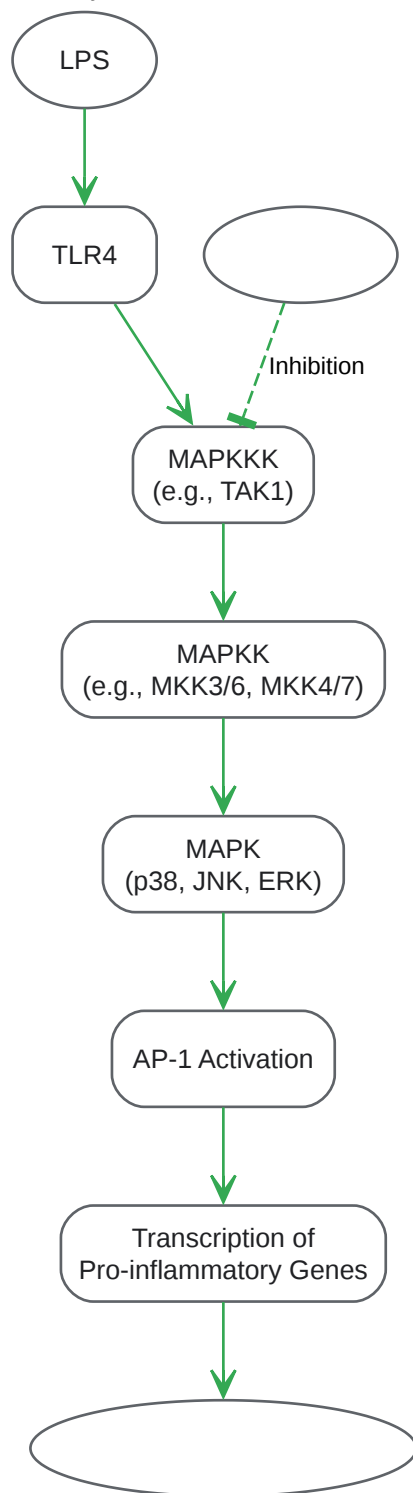 LPS
TLR4
Inhibition
MAPKKK
(e.g., TAK1)
MAPKK
(e.g., MKK3/6, MKK4/7)
MAPK
(p38, JNK, ERK)
AP-1 Activation
Transcription of
Pro-inflammatory Genes